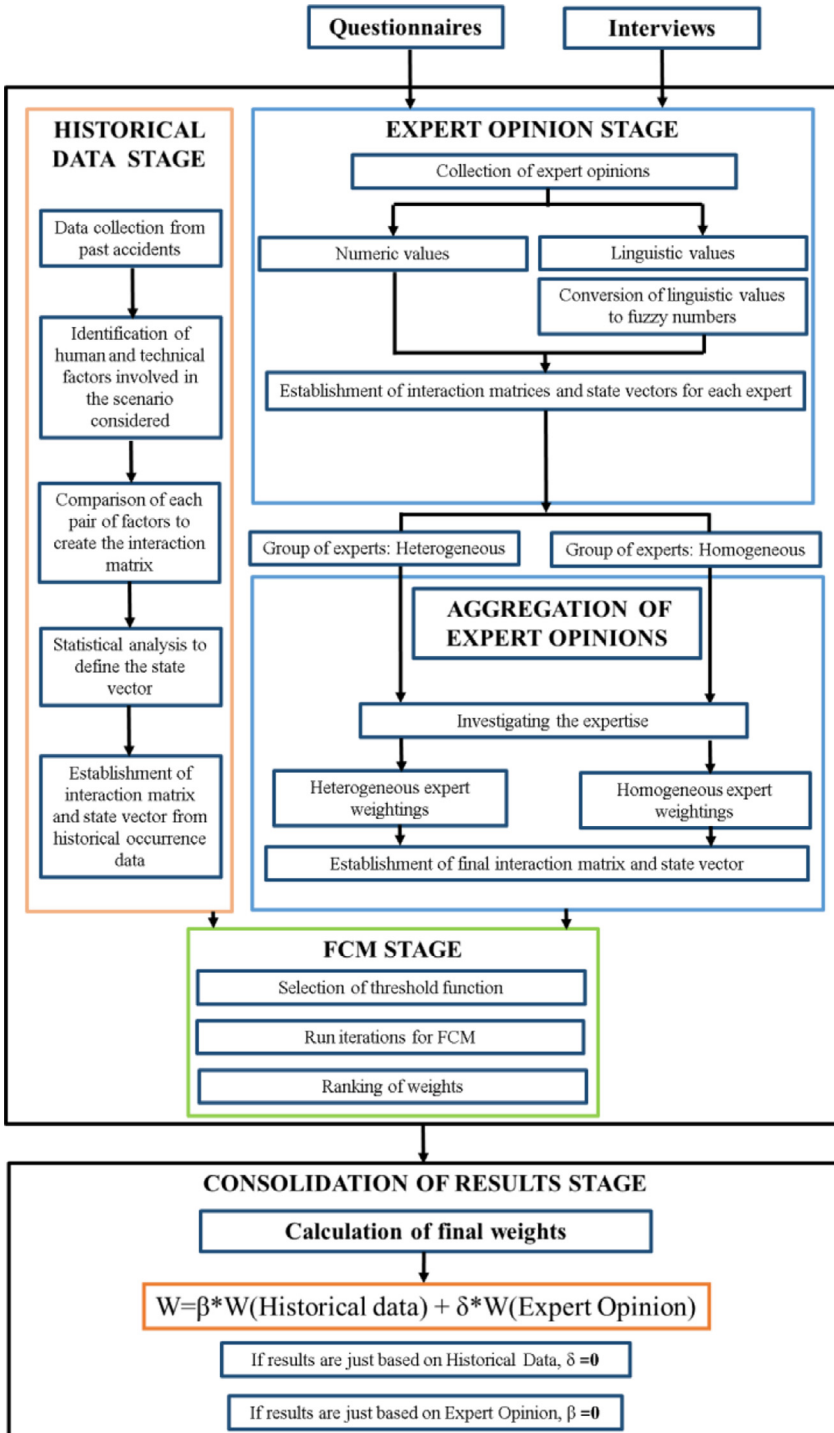 Questionnaires
Interviews
HISTORICAL
DATA STAGE
Data collection from
past accidents
Identification of
human and technical
factors involved in
the scenario
considered
Comparison of each
pair of factors to
create the interaction
matrix
Statistical analysis to
define the state
vector
Establishment of
interaction matrix
and state vector from
historical occurrence
data
EXPERT OPINION STAGE
Collection of expert opinions
Numeric values
Linguistic values
Conversion of linguistic values
to fuzzy numbers
Establishment of interaction matrices and state vectors for each expert
Group of experts: Heterogeneous
Group of experts: Homogeneous
AGGREGATION OF
EXPERT OPINIONS
Investigating the expertise
Heterogeneous expert
weightings
Homogeneous expert
weightings
Establishment of final interaction matrix and state vector
FCM STAGE
Selection of threshold function
Run iterations for FCM
Ranking of weights
CONSOLIDATION OF RESULTS STAGE
Calculation of final weights
W=β*W(Historical data) + δ*W(Expert Opinion)
If results are just based on Historical Data, δ =0
If results are just based on Expert Opinion, β =0